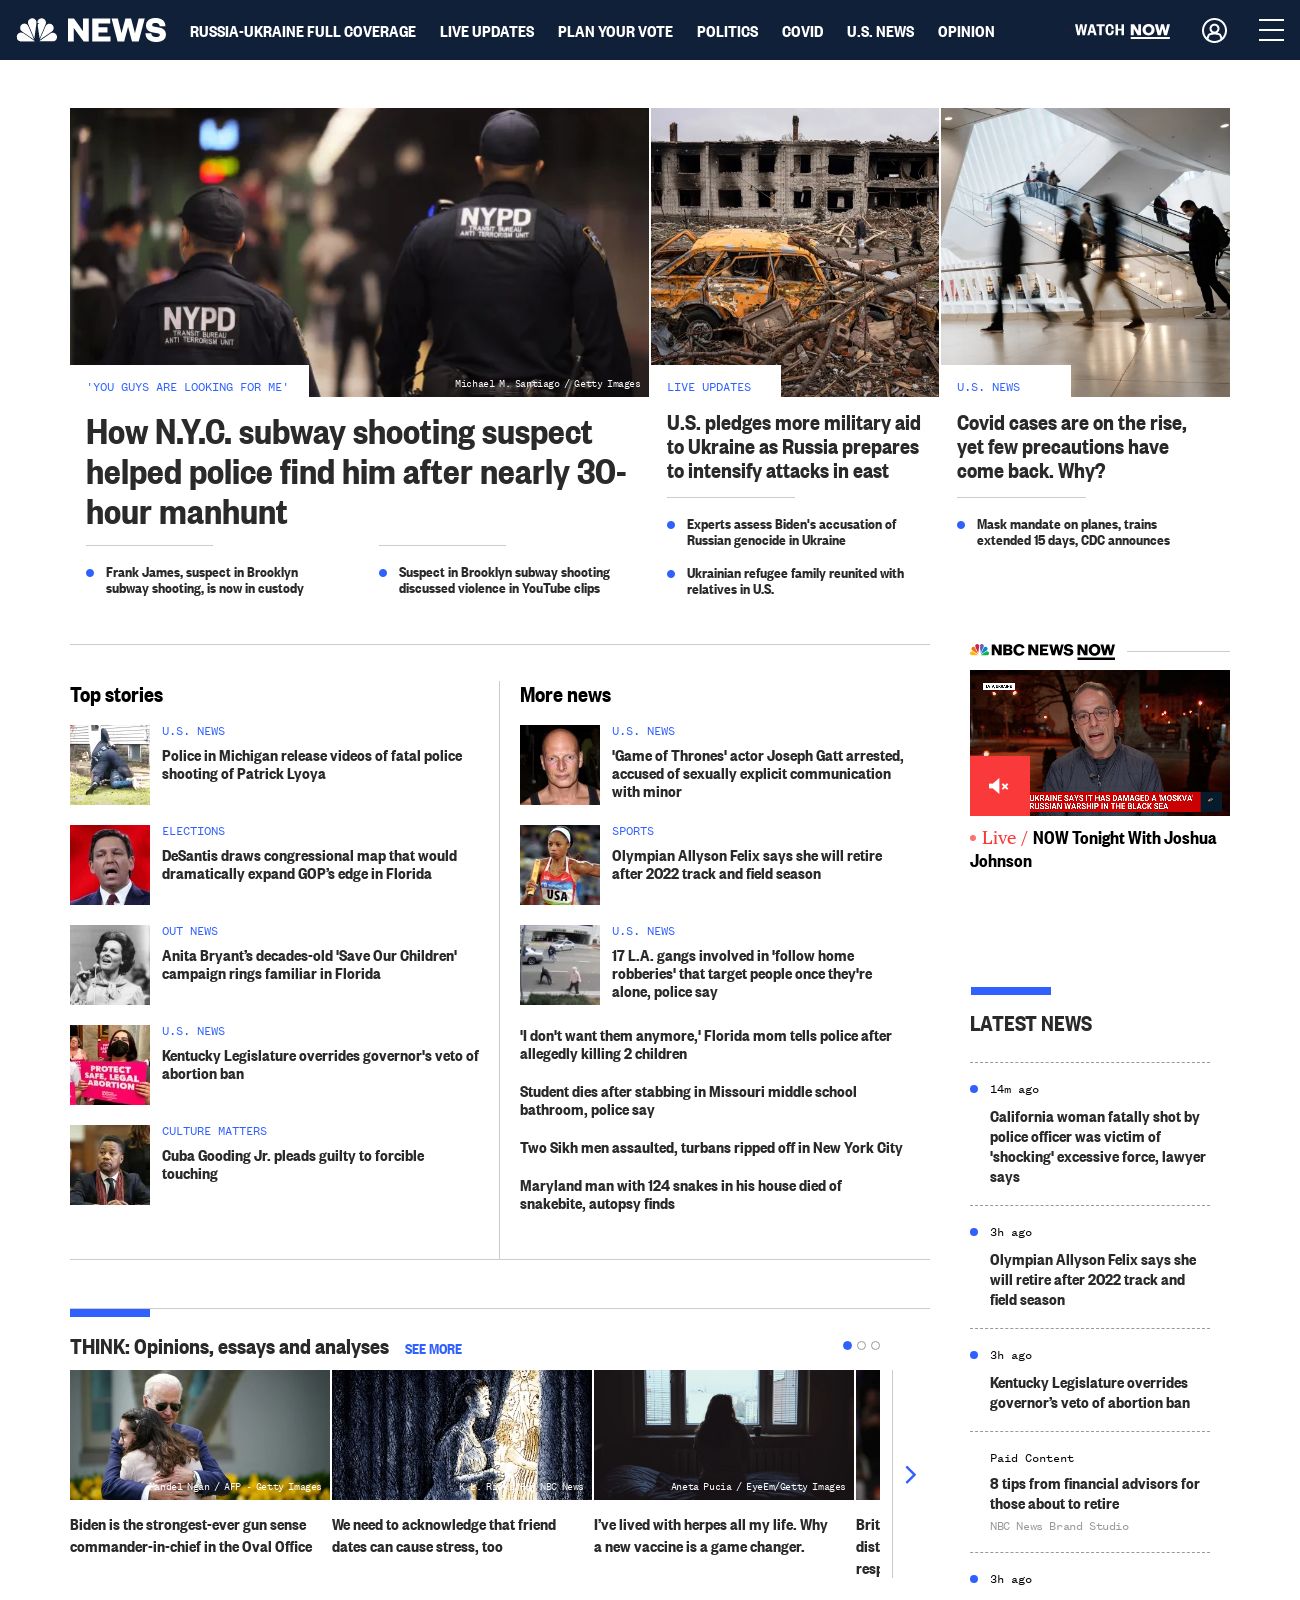 NEWS
RUSSIA-UKRAINE FULL COVERAGE
LIVE UPDATES
PLAN YOUR VOTE
POLITICS
COVID
U.S. NEWS
OPINION
WATCH NOW
NYPD
TRANSIT BUREAU
ANTI TERRORISM UNIT
NYPD
TRANSIT BUREAU
ANTI TERRORISM UNIT
Michael M. Santiago / Getty Images
'YOU GUYS ARE LOOKING FOR ME'
How N.Y.C. subway shooting suspect
helped police find him after nearly 30-
hour manhunt
Frank James, suspect in Brooklyn
subway shooting, is now in custody
Suspect in Brooklyn subway shooting
discussed violence in YouTube clips
LIVE UPDATES
U.S. pledges more military aid
to Ukraine as Russia prepares
to intensify attacks in east
Experts assess Biden's accusation of
Russian genocide in Ukraine
Ukrainian refugee family reunited with
relatives in U.S.
U.S. NEWS
Covid cases are on the rise,
yet few precautions have
come back. Why?
Mask mandate on planes, trains
extended 15 days, CDC announces
Top stories
U.S. NEWS
Police in Michigan release videos of fatal police
shooting of Patrick Lyoya
ELECTIONS
DeSantis draws congressional map that would
dramatically expand GOP’s edge in Florida
OUT NEWS
Anita Bryant’s decades-old 'Save Our Children'
campaign rings familiar in Florida
PROTECT
SAFE, LEGAL
ABORTION
U.S. NEWS
Kentucky Legislature overrides governor's veto of
abortion ban
CULTURE MATTERS
Cuba Gooding Jr. pleads guilty to forcible
touching
More news
U.S. NEWS
'Game of Thrones' actor Joseph Gatt arrested,
accused of sexually explicit communication
with minor
USA
SPORTS
Olympian Allyson Felix says she will retire
after 2022 track and field season
U.S. NEWS
17 L.A. gangs involved in 'follow home
robberies' that target people once they're
alone, police say
'I don't want them anymore,' Florida mom tells police after
allegedly killing 2 children
Student dies after stabbing in Missouri middle school
bathroom, police say
Two Sikh men assaulted, turbans ripped off in New York City
Maryland man with 124 snakes in his house died of
snakebite, autopsy finds
NBC NEWS NOW
UKRAINE SAYS IT HAS DAMAGED A 'MOSKVA'
RUSSIAN WARSHIP IN THE BLACK SEA
Live / NOW Tonight With Joshua
Johnson
LATEST NEWS
14m ago
California woman fatally shot by
police officer was victim of
'shocking' excessive force, lawyer
says
3h ago
Olympian Allyson Felix says she
will retire after 2022 track and
field season
3h ago
Kentucky Legislature overrides
governor’s veto of abortion ban
Paid Content
8 tips from financial advisors for
those about to retire
NBC News Brand Studio
3h ago
THINK: Opinions, essays and analyses
SEE MORE
Ngan / AFP - Getty Images
NBC News
Aneta Pucia / EyeEm/Getty Images
Biden is the strongest-ever gun sense
commander-in-chief in the Oval Office
We need to acknowledge that friend
dates can cause stress, too
I’ve lived with herpes all my life. Why
a new vaccine is a game changer.
Brit
dist
resp